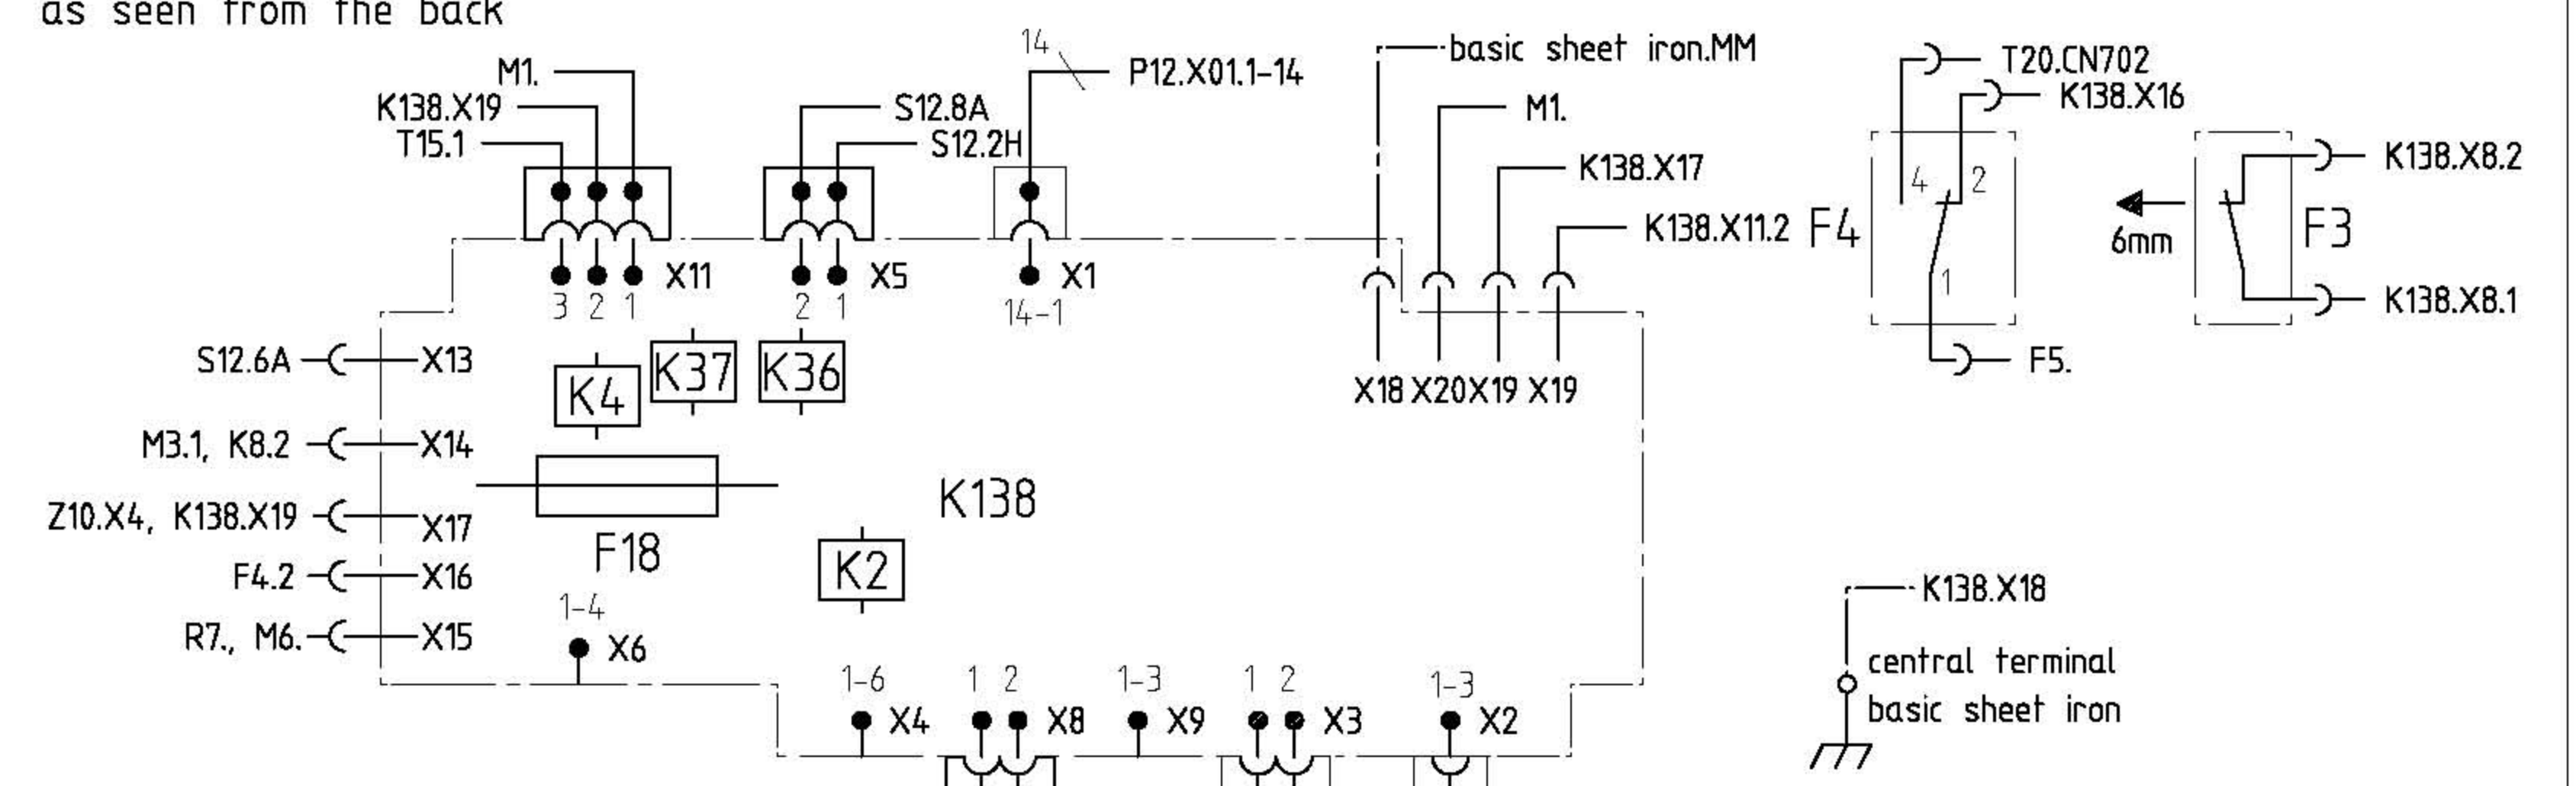 as seen from the back
14
basic sheet iron.MM
M1.
P12.X01.1-14
T20.CN702
K138.X16
K138.X19
S12.8A
M1.
T15.1
S12.2H
K138.X17
K138.X8.2
4
2
K138.X11.2
F4
6mm
F3
3 2 1
X11
2 1
X5
X1
14-1
1
K138.X8.1
S12.6A
X13
K4
K37
K36
X18 X20 X19 X19
F5.
M3.1, K8.2
X14
Z10.X4, K138.X19
X17
K138
F18
F4.2
X16
K2
K138.X18
1-4
R7., M6.
X15
X6
central terminal
basic sheet iron
1-6
1 2
1-3
1 2
1-3
X4
X8
X9
X3
X2